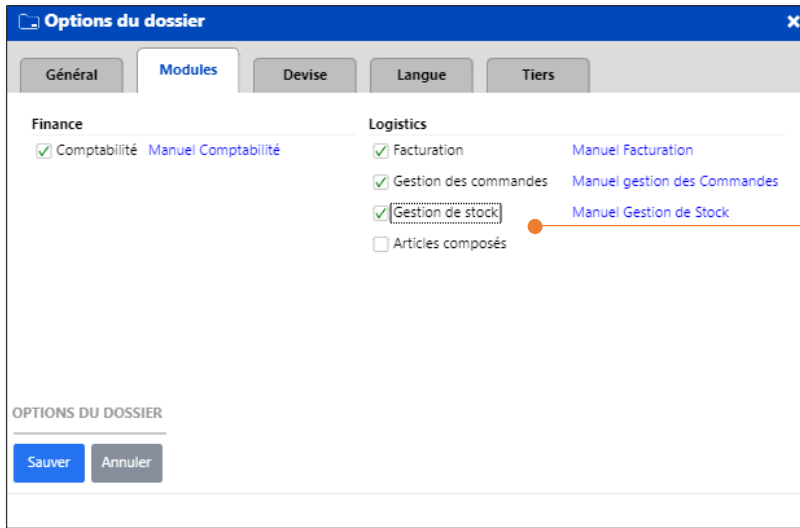 Options du dossier
Général Modules Devise Langue Tiers
Finance Logistics
Comptabilité Manuel Comptabilité Facturation Manuel Facturation
Gestion des commandes Manuel gestion des Commandes
Gestion de stock Manuel Gestion de Stock
Articles composés
OPTIONS DU DOSSIER
Sauver Annuler